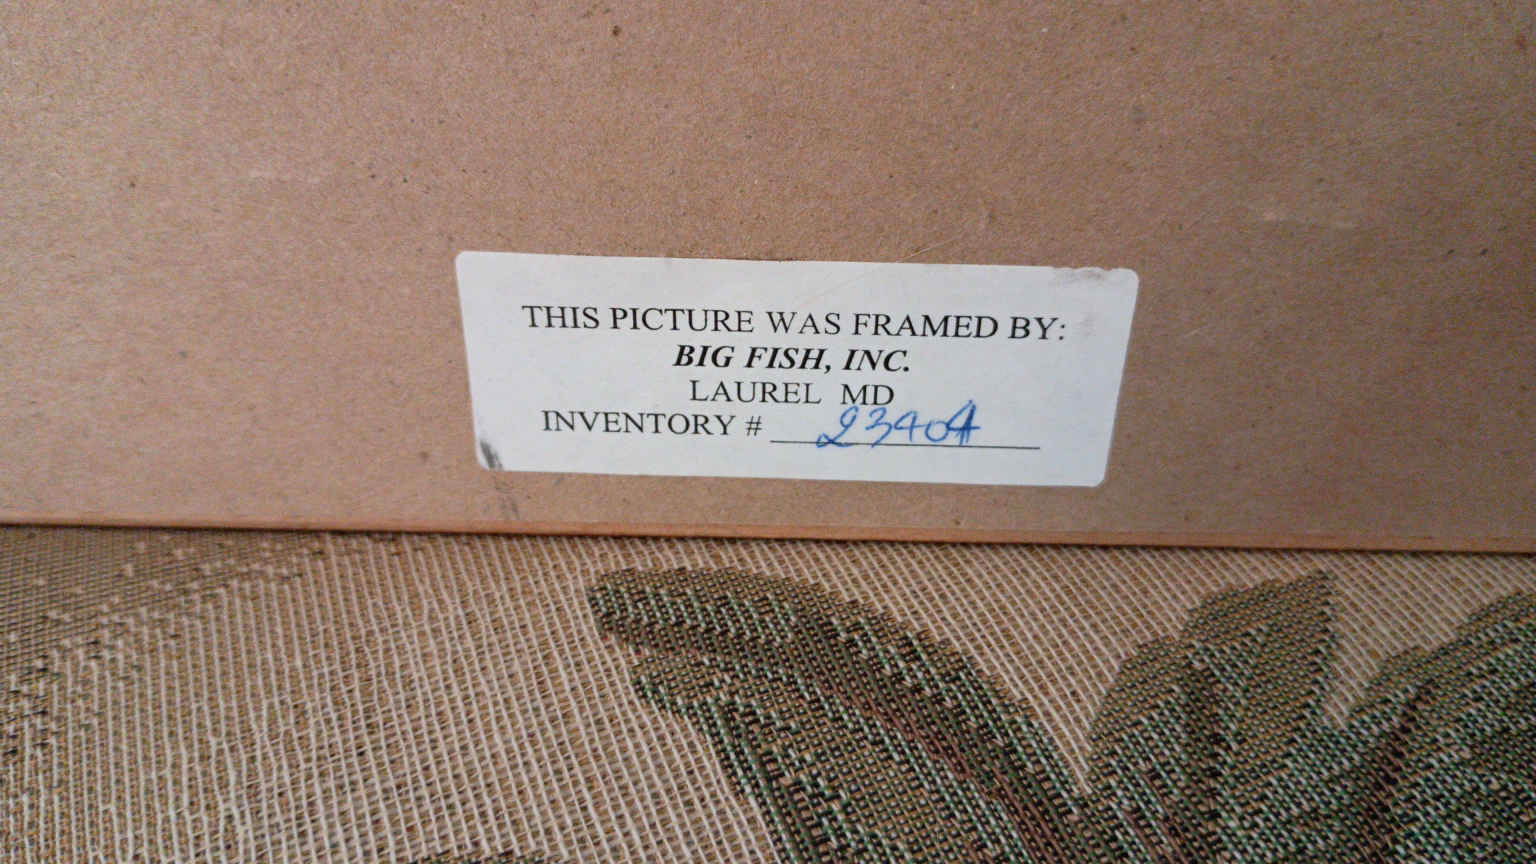 THIS PICTURE WAS FRAMED BY:
BIG FISH, INC.
LAUREL MD
INVENTORY # 23404